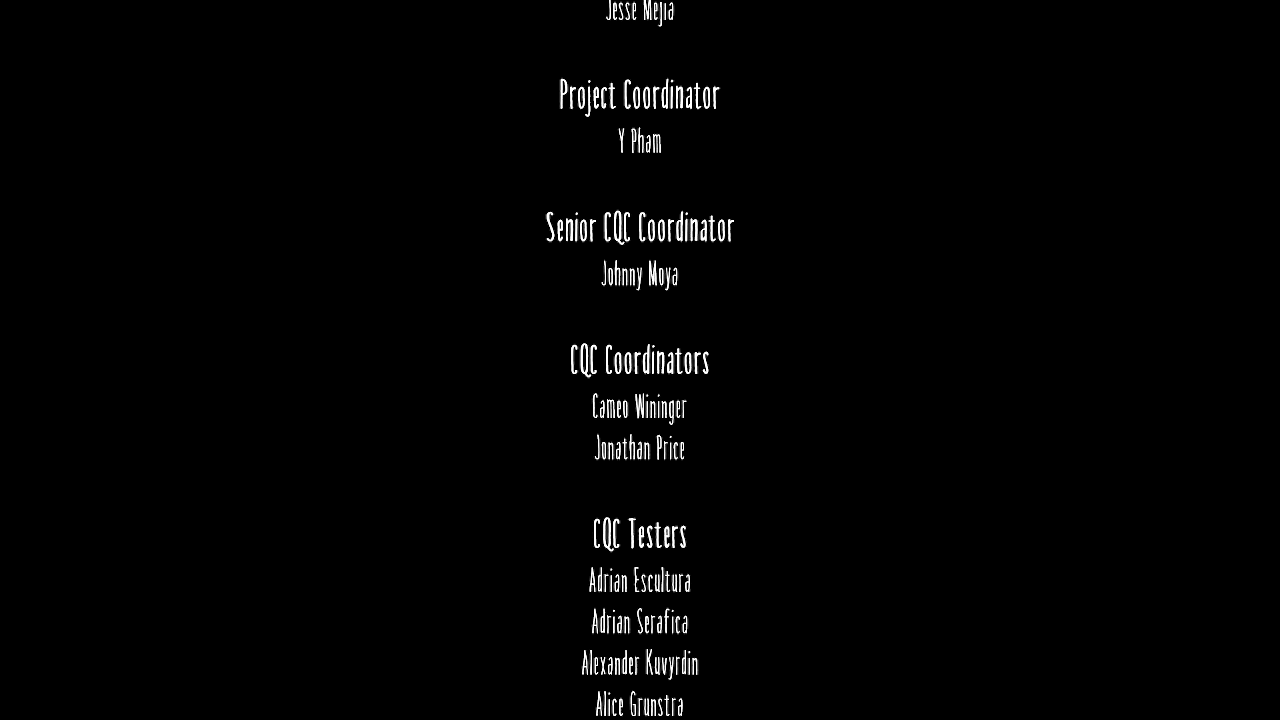 Jesse Mejia
Project Coordinator
Y Pham
Senior CQC Coordinator
Johnny Moya
CQC Coordinators
Cameo Wininger
Jonathan Price
CQC Testers
Adrian Escultura
Adrian Serafica
Alexander Kuvyrdin
Alice Grunstra